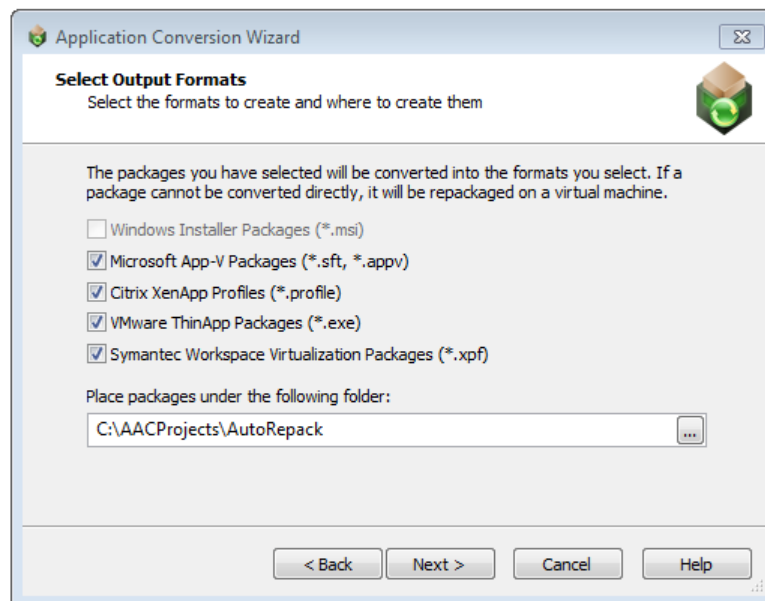 Application Conversion Wizard
Select Output Formats
Select the formats to create and where to create them
The packages you have selected will be converted into the formats you select. If a
package cannot be converted directly, it will be repackaged on a virtual machine.
Windows Installer Packages (*.msi)
Microsoft App-V Packages (*.sft, *.appv)
Citrix XenApp Profiles (*.profile)
VMware ThinApp Packages (*.exe)
Symantec Workspace Virtualization Packages (*.xpf)
Place packages under the following folder:
C:\AACProjects\AutoRepack
...
< Back Next > Cancel Help